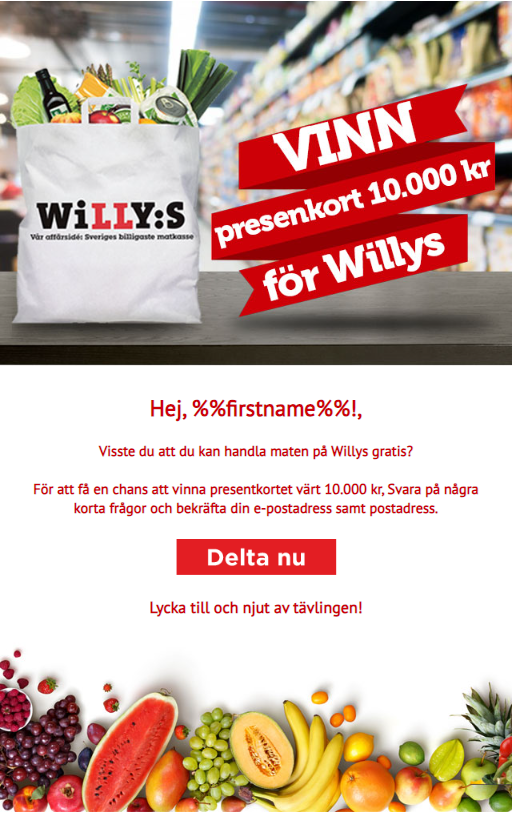 WiLLY:S
Vår affärsidé: Sveriges billigaste matkasse
VINN
presenkort 10.000 kr
för Willys
Hej, %%firstname%%!,
Visste du att du kan handla maten på Willys gratis?
För att få en chans att vinna presentkortet värt 10.000 kr, Svara på några
korta frågor och bekräfta din e-postadress samt postadress.
Delta nu
Lycka till och njut av tävlingen!